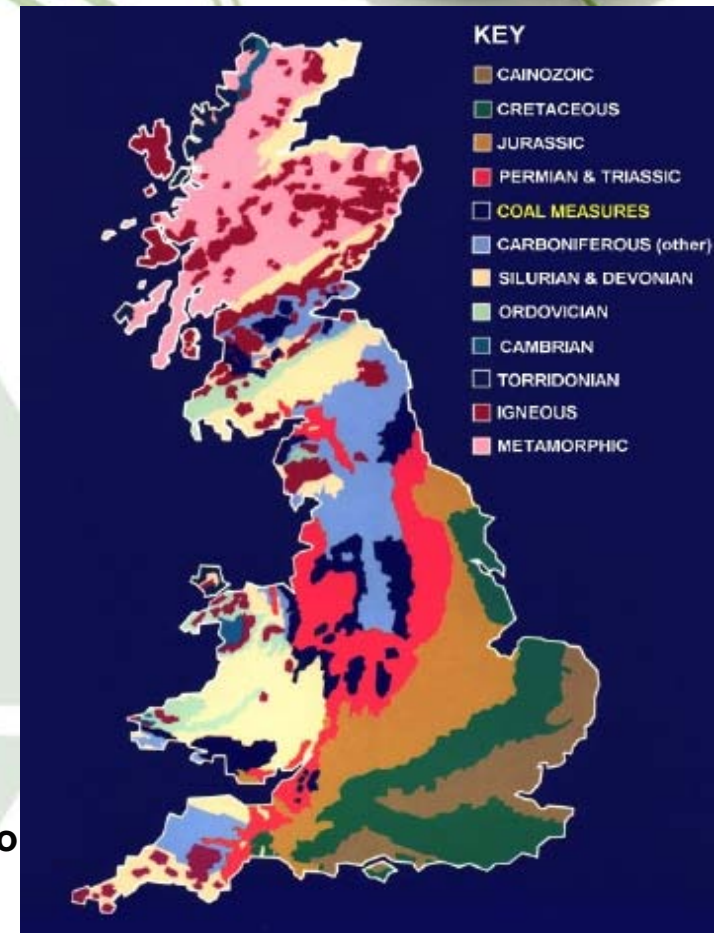 KEY
CAINOZOIC
CRETACEOUS
JURASSIC
PERMIAN & TRIASSIC
COAL MEASURES
CARBONIFEROUS (other)
SILURIAN & DEVONIAN
ORDOVICIAN
CAMBRIAN
TORRIDONIAN
IGNEOUS
METAMORPHIC
o